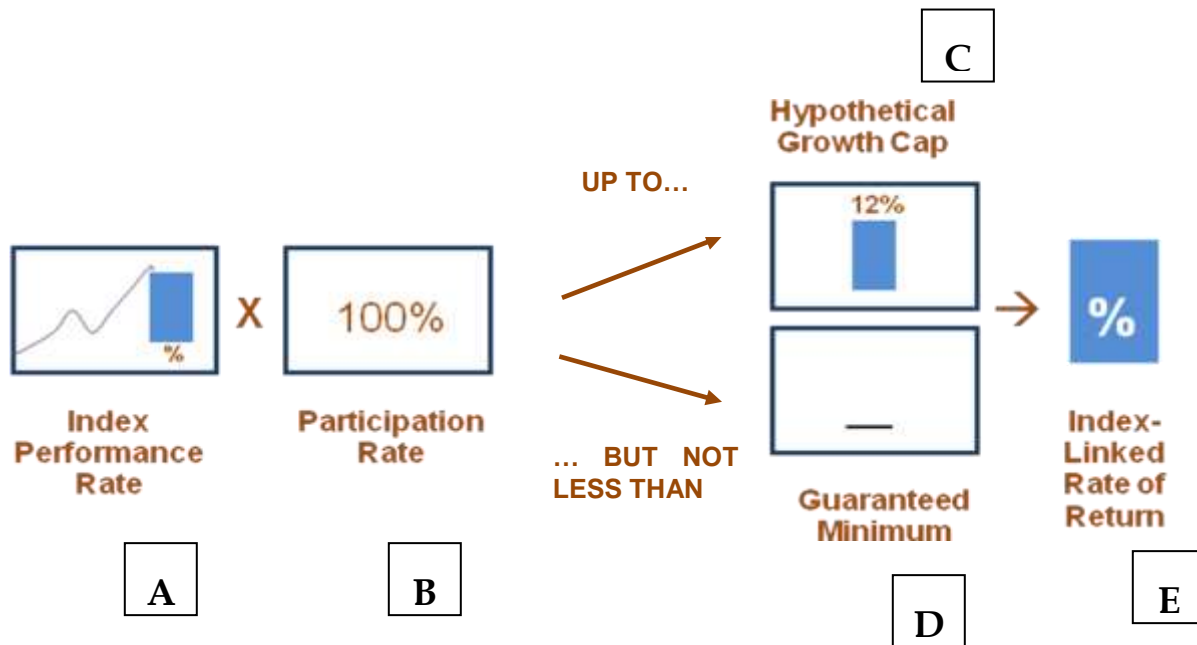 C
Hypothetical
Growth Cap
UP TO…
12%
%
X
100%
%
Index
Performance
Rate
Participation
Rate
… BUT NOT
LESS THAN
Guaranteed
Minimum
Index-
Linked
Rate of
Return
A
B
D
E